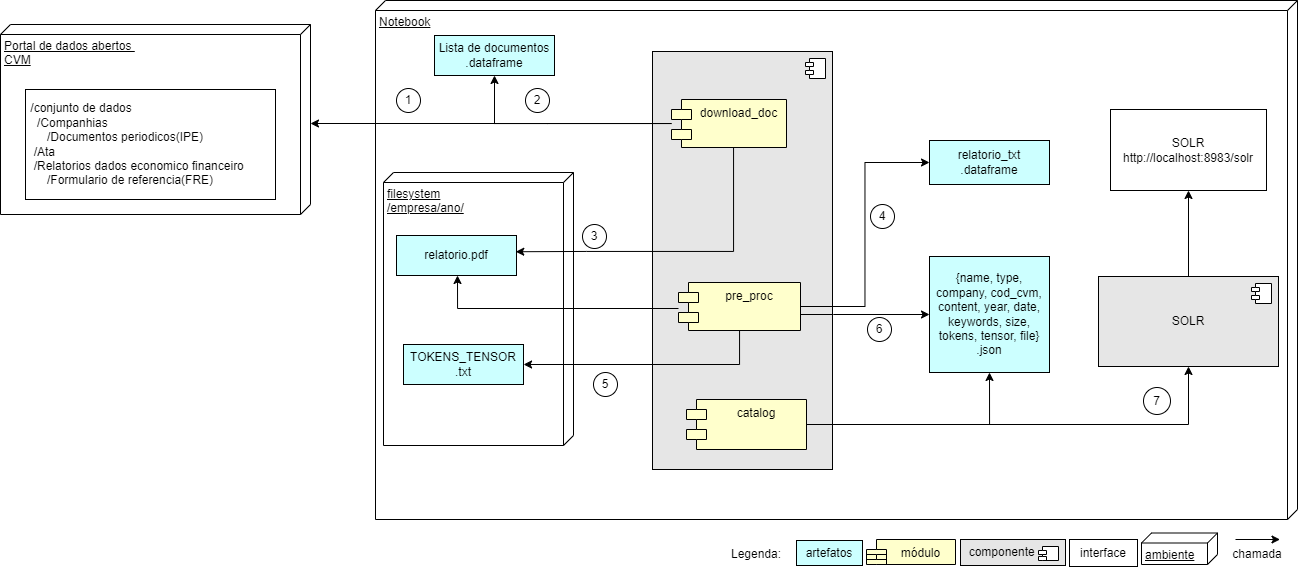 Portal de dados abertos
CVM
/conjunto de dados
/Companhias
/Documentos periodicos(IPE)
/Ata
/Relatorios dados economico financeiro
/Formulario de referencia(FRE)
Notebook
Lista de documentos
.dataframe
1
2
download_doc
filesystem
/empresa/ano/
relatorio.pdf
3
pre_proc
TOKENS_TENSOR
.txt
5
catalog
relatorio_txt
.dataframe
4
{name, type,
company, cod_cvm,
content, year, date,
keywords, size,
tokens, tensor, file}
.json
6
SOLR
http://localhost:8983/solr
SOLR
7
Legenda:
artefatos
módulo
componente
interface
ambiente
chamada